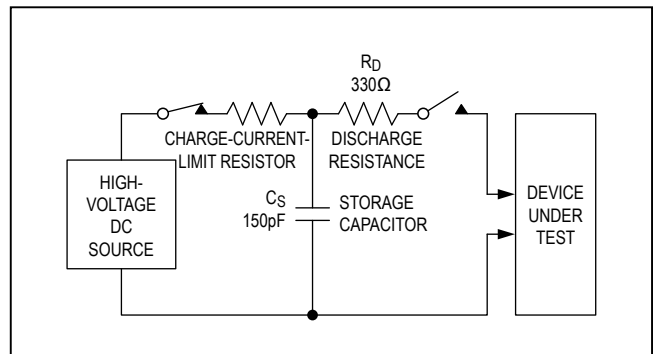 R_D
330Ω
CHARGE-CURRENT-
LIMIT RESISTOR
DISCHARGE
RESISTANCE
HIGH-
VOLTAGE
DC
SOURCE
C_S
150pF
STORAGE
CAPACITOR
DEVICE
UNDER
TEST